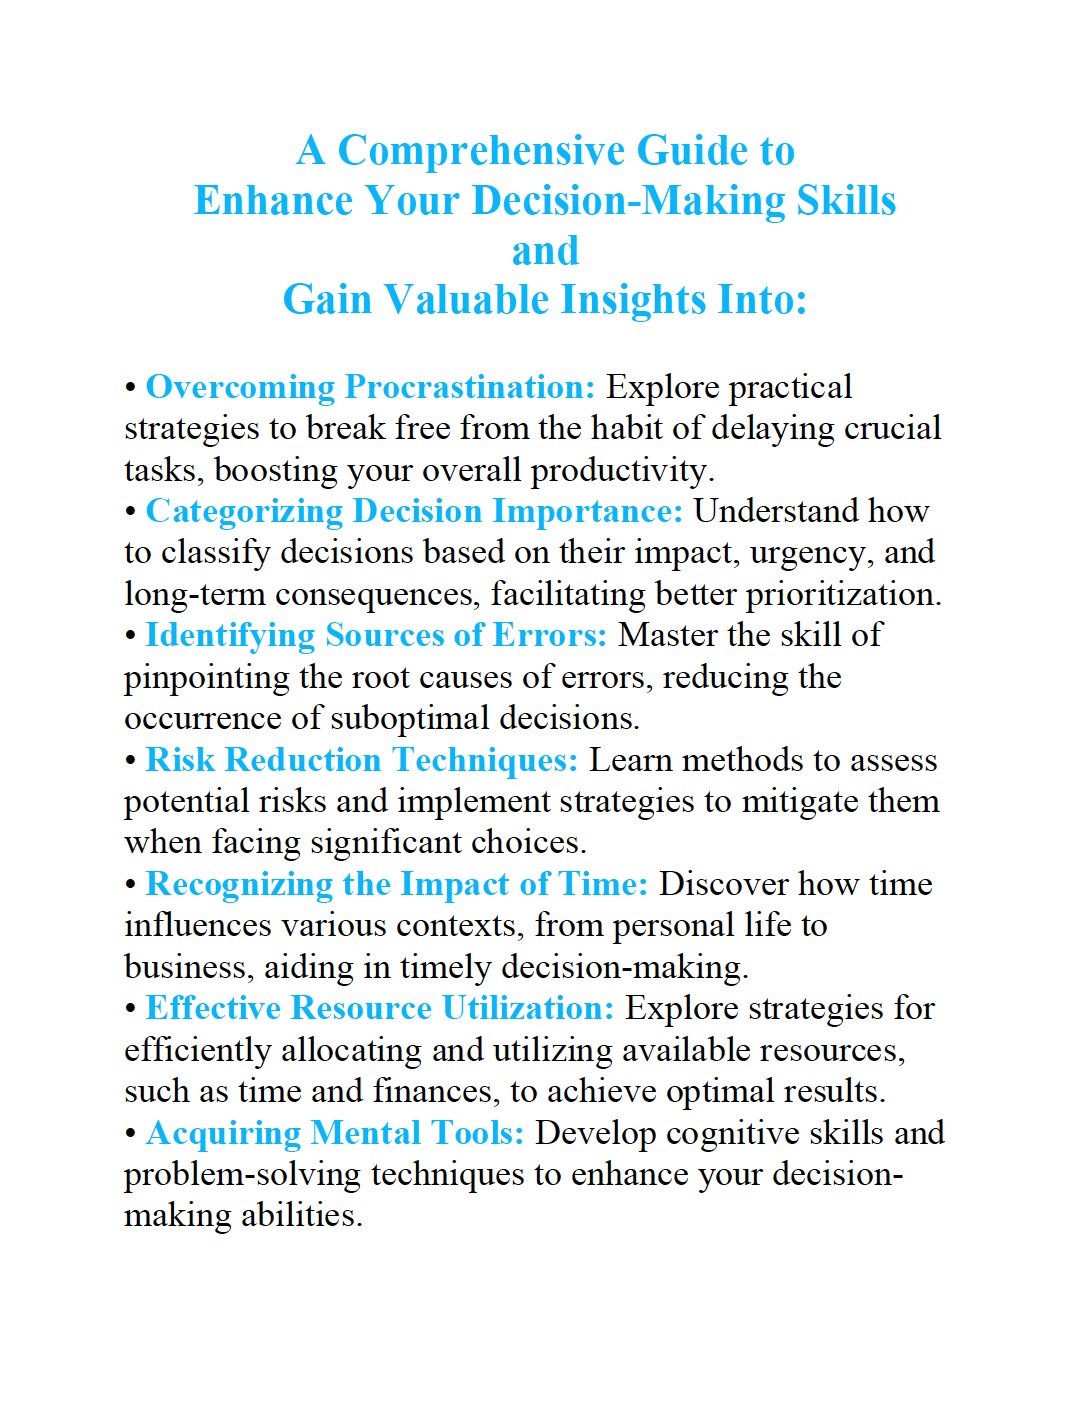 A Comprehensive Guide to
Enhance Your Decision-Making Skills
and
Gain Valuable Insights Into:
• Overcoming Procrastination: Explore practical
strategies to break free from the habit of delaying crucial
tasks, boosting your overall productivity.
• Categorizing Decision Importance: Understand how
to classify decisions based on their impact, urgency, and
long-term consequences, facilitating better prioritization.
• Identifying Sources of Errors: Master the skill of
pinpointing the root causes of errors, reducing the
occurrence of suboptimal decisions.
• Risk Reduction Techniques: Learn methods to assess
potential risks and implement strategies to mitigate them
when facing significant choices.
• Recognizing the Impact of Time: Discover how time
influences various contexts, from personal life to
business, aiding in timely decision-making.
• Effective Resource Utilization: Explore strategies for
efficiently allocating and utilizing available resources,
such as time and finances, to achieve optimal results.
• Acquiring Mental Tools: Develop cognitive skills and
problem-solving techniques to enhance your decision-
making abilities.